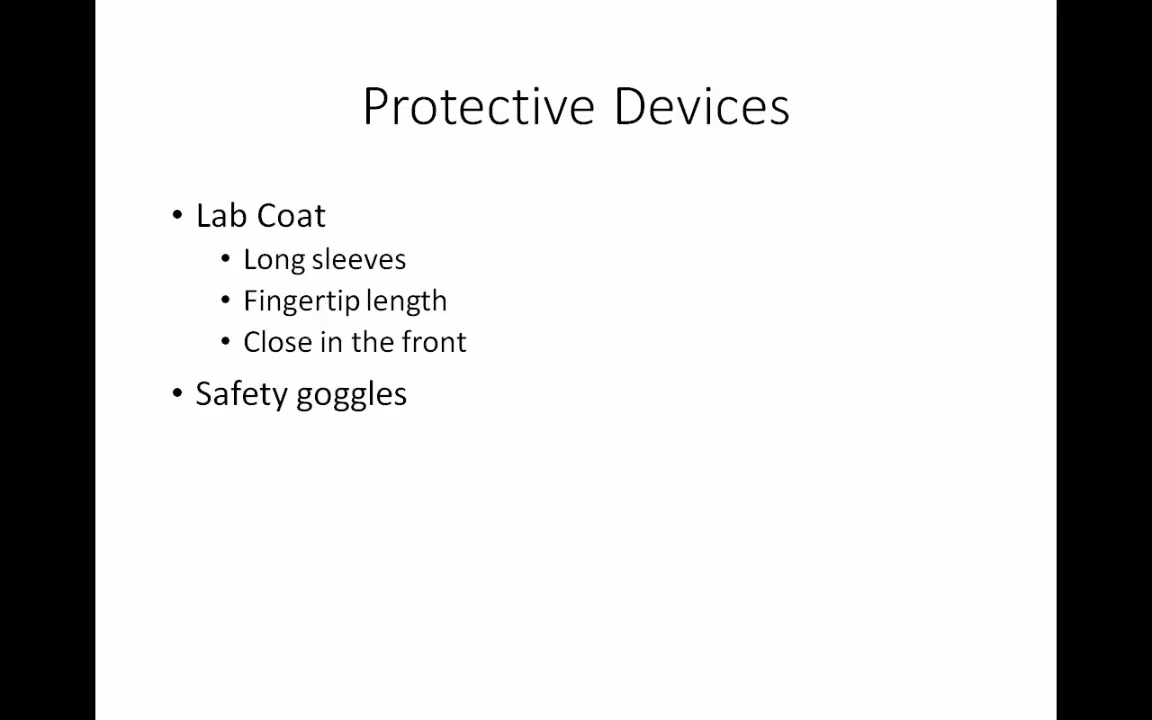 Protective Devices
• Lab Coat
• Long sleeves
• Fingertip length
• Close in the front
• Safety goggles